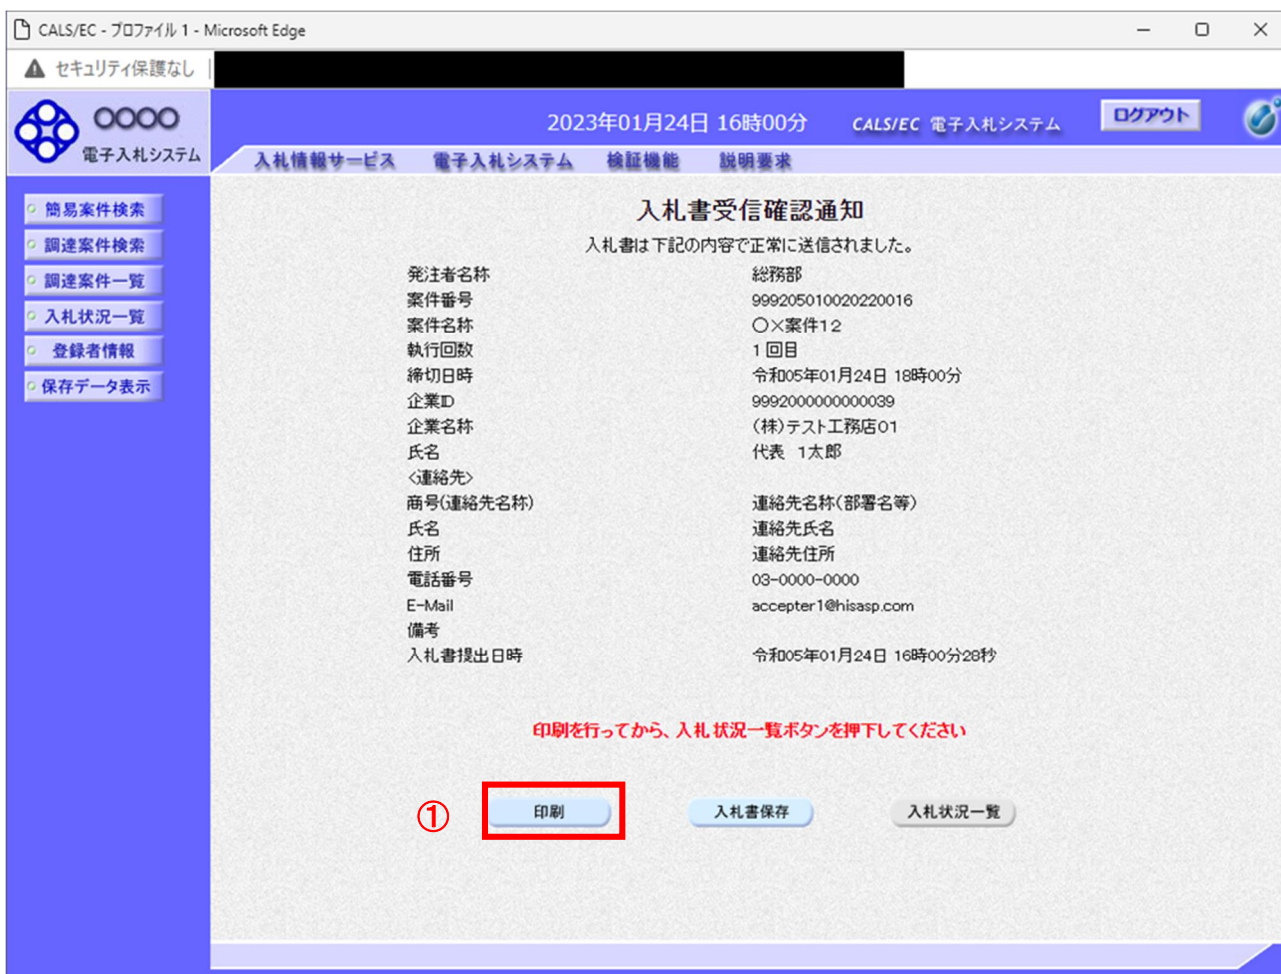 CALS/EC - プロファイル 1 - Microsoft Edge
セキュリティ保護なし
〇〇〇〇
電子入札システム
2023年01月24日 16時00分
CALS/EC 電子入札システム
ログアウト
入札情報サービス 電子入札システム 検証機能 説明要求
簡易案件検索
調達案件検索
調達案件一覧
入札状況一覧
登録者情報
保存データ表示
入札書受信確認通知
入札書は下記の内容で正常に送信されました。
発注者名称 総務部
案件番号 999205010020220016
案件名称 〇×案件12
執行回数 1回目
締切日時 令和05年01月24日 18時00分
企業ID 9992000000000039
企業名称 (株)テスト工務店01
氏名 代表 1太郎
<連絡先>
商号(連絡先名称) 連絡先名称(部署名等)
氏名 連絡先氏名
住所 連絡先住所
電話番号 03-0000-0000
E-Mail accepter1@hisasp.com
備考
入札書提出日時 令和05年01月24日 16時00分28秒
印刷を行ってから、入札状況一覧ボタンを押下してください
① 印刷 入札書保存 入札状況一覧